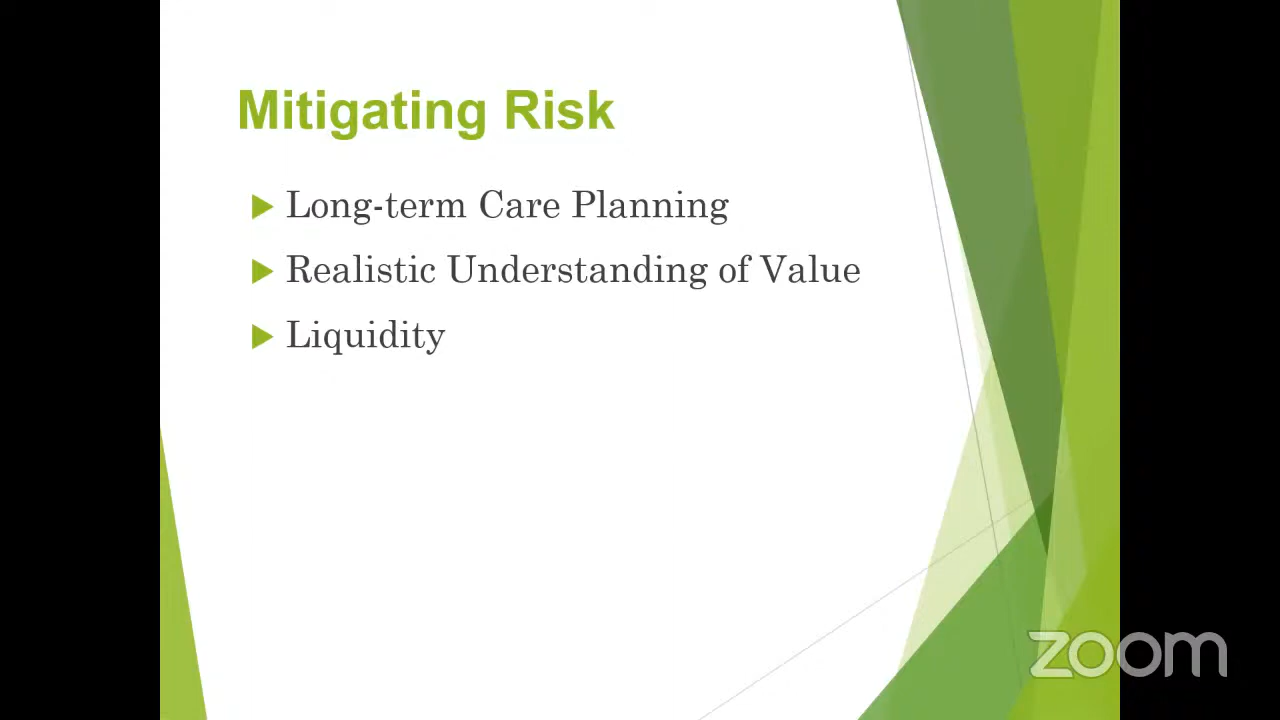 Mitigating Risk
Long-term Care Planning
Realistic Understanding of Value
Liquidity
zoom